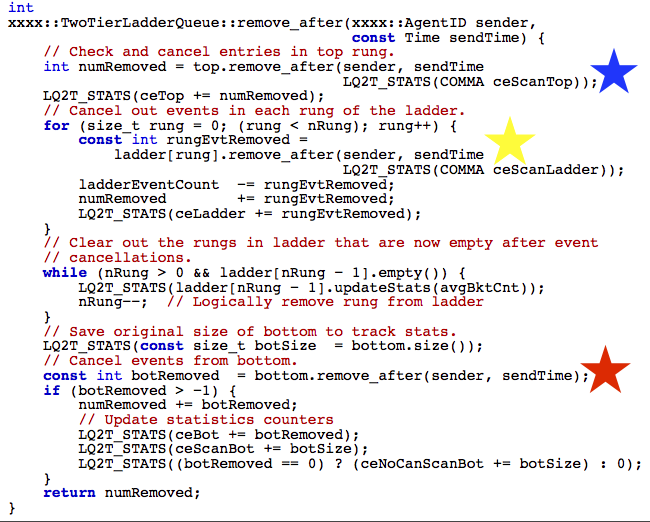 int
xxxx::TwoTierLadderQueue::remove_after(xxxx::AgentID sender,
                                       const Time sendTime) {
    // Check and cancel entries in top rung.
    int numRemoved = top.remove_after(sender, sendTime
                                      LQ2T_STATS(COMMA ceScanTop));
    LQ2T_STATS(ceTop += numRemoved);
    // Cancel out events in each rung of the ladder.
    for (size_t rung = 0; (rung < nRung); rung++) {
        const int rungEvtRemoved =
            ladder[rung].remove_after(sender, sendTime
                                      LQ2T_STATS(COMMA ceScanLadder));
        ladderEventCount  -= rungEvtRemoved;
        numRemoved        += rungEvtRemoved;
        LQ2T_STATS(ceLadder += rungEvtRemoved);
    }
    // Clear out the rungs in ladder that are now empty after event
    // cancellations.
    while (nRung > 0 && ladder[nRung - 1].empty()) {
        LQ2T_STATS(ladder[nRung - 1].updateStats(avgBktCnt));
        nRung--;  // Logically remove rung from ladder
    }
    // Save original size of bottom to track stats.
    LQ2T_STATS(const size_t botSize  = bottom.size());
    // Cancel events from bottom.
    const int botRemoved  = bottom.remove_after(sender, sendTime);
    if (botRemoved > -1) {
        numRemoved += botRemoved;
        // Update statistics counters
        LQ2T_STATS(ceBot += botRemoved);
        LQ2T_STATS(ceScanBot += botSize);
        LQ2T_STATS((botRemoved == 0) ? (ceNoCanScanBot += botSize) : 0);
    }
    return numRemoved;
}